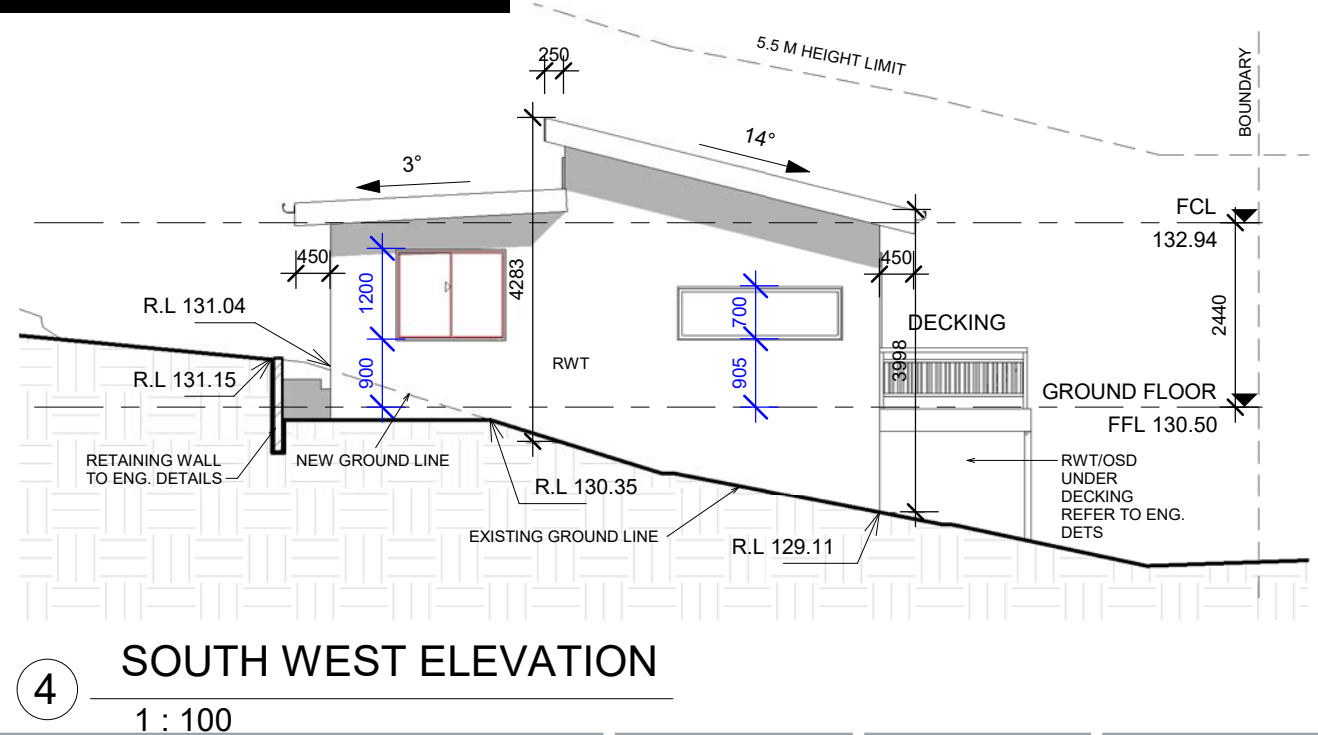 250
5.5 M HEIGHT LIMIT
BOUNDARY
14°
3°
FCL
132.94
450
4283
450
1200
R.L 131.04
700
2440
DECKING
3998
RWT
R.L 131.15
900
905
GROUND FLOOR
FFL 130.50
RETAINING WALL
TO ENG. DETAILS
NEW GROUND LINE
R.L 130.35
RWT/OSD
UNDER
DECKING
REFER TO ENG.
DETS
EXISTING GROUND LINE
R.L 129.11
4
SOUTH WEST ELEVATION
1 : 100